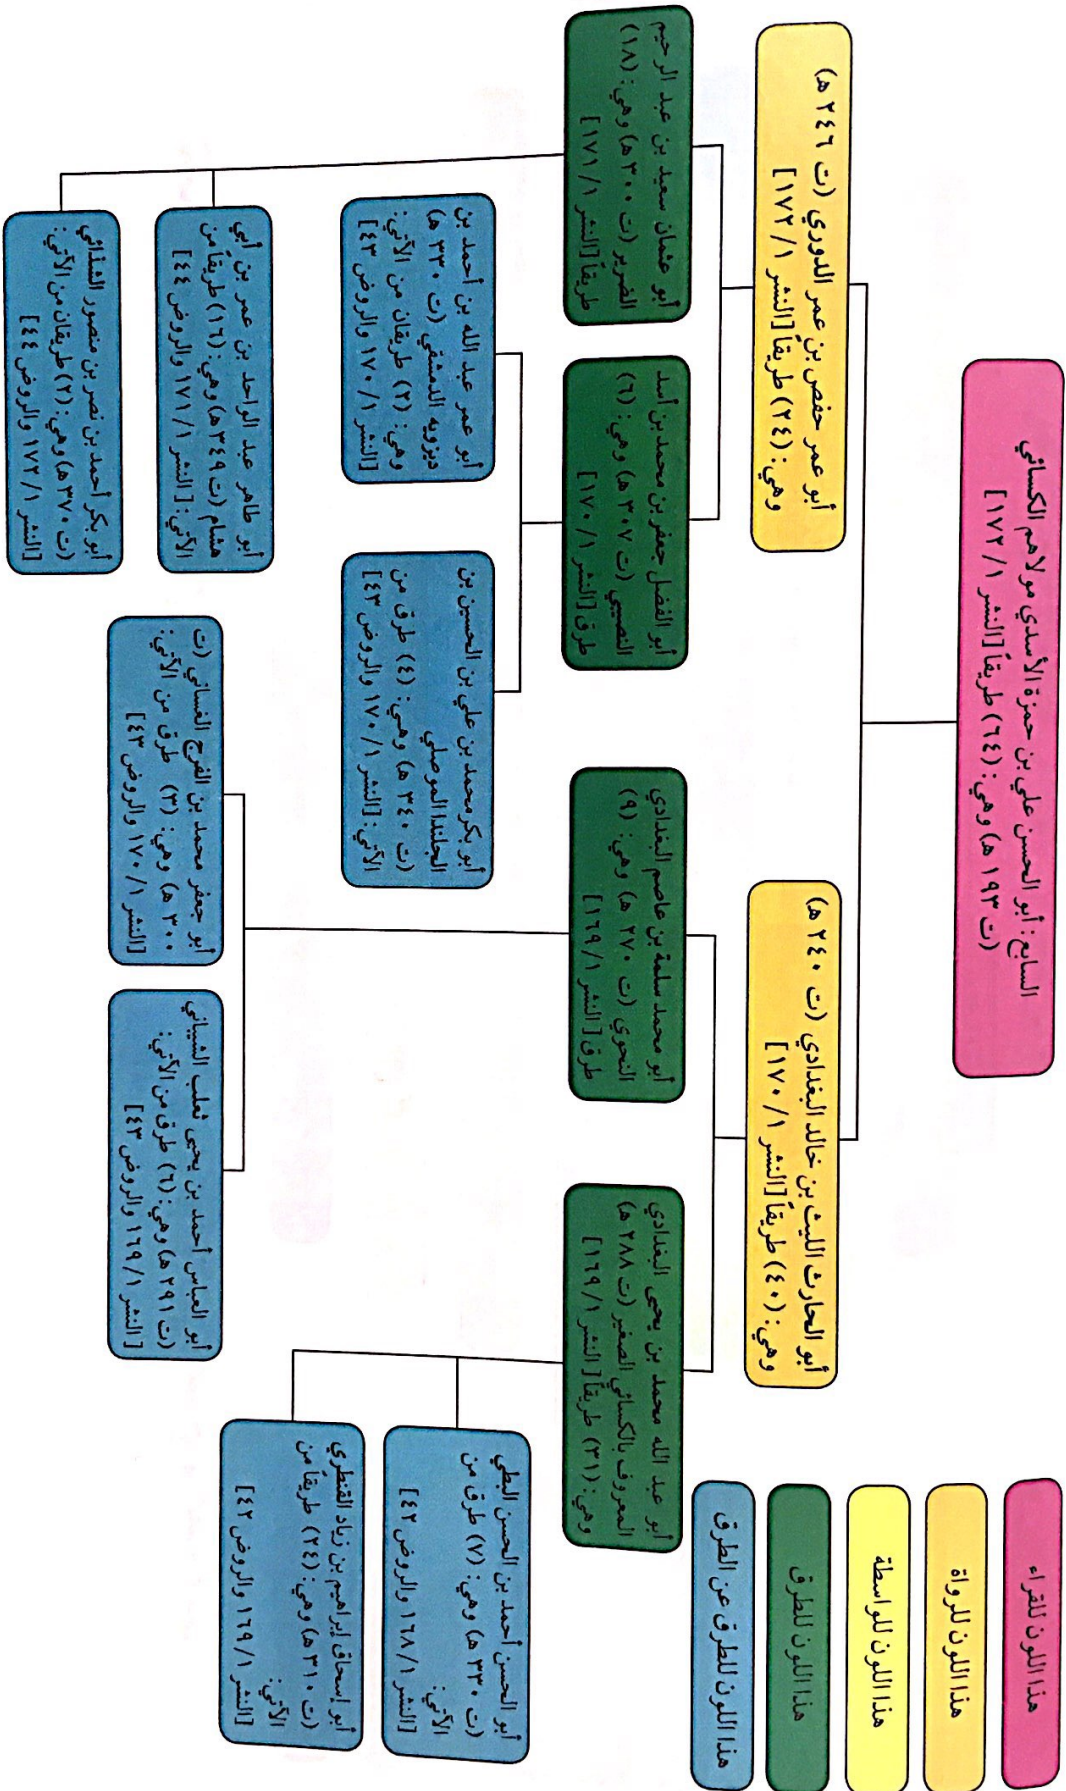 السابع: أبو الحسن علي بن حمزة الأسدي مولاهم الكسائي
(ت ١٩٣ هـ) وهي: (٦٤) طريقاً [النشر ١/ ١٧٢]
أبو الحارث الليث بن خالد البغدادي (ت ٢٤٠ هـ)
وهي: (٤٠) طريقاً [النشر ١/ ١٧٠]
أبو عمر حفص بن عمر الدوري (ت ٢٤٦ هـ)
وهي: (٢٤) طريقاً [النشر ١/ ١٧٢]
أبو عبد الله محمد بن يحيى البغدادي
المعروف بالكسائي الصغير (ت ٢٨٨ هـ)
وهي: (٣١) طريقاً [النشر ١/ ١٦٩]
أبو محمد سلمة بن عاصم البغدادي
النحوي (ت ٢٧٠ هـ) وهي: (٩)
طرق [النشر ١/ ١٦٩]
أبو الفضل جعفر بن محمد بن أسد
النصيبي (ت ٣٠٧ هـ) وهي: (٦)
طرق [النشر ١/ ١٧٠]
أبو عثمان سعيد بن عبد الرحيم
الضرير (ت ٣٠٠ هـ) وهي: (١٨)
طريقاً [النشر ١/ ١٧١]
أبو الحسن أحمد بن الحسن البطي
(ت ٣٣٠ هـ) وهي: (٧) طرق من
الآتي:
[النشر ١/ ١٦٨ والروض ٤٢]
أبو إسحاق إبراهيم بن زياد القنطري
(ت ٣١٠ هـ) وهي: (٢٤) طريقاً من
الآتي:
[النشر ١/ ١٦٩ والروض ٤٢]
أبو العباس أحمد بن يحيى ثعلب الشيباني
(ت ٢٩١ هـ) وهي: (٦) طرق من الآتي:
[النشر ١/ ١٦٩ والروض ٤٣]
أبو جعفر محمد بن الفرج الغساني (ت
٣٠٠ هـ) وهي: (٣) طرق من الآتي:
[النشر ١/ ١٧٠ والروض ٤٣]
أبو بكر محمد بن علي بن الحسين بن
الجلندا الموصلي
(ت ٣٤٠ هـ) وهي: (٤) طرق من
الآتي: [النشر ١/ ١٧٠ والروض ٤٣]
أبو عمر عبد الله بن أحمد بن
ديزويه الدمشقي (ت ٣٣٠ هـ)
وهي: (٢) طريقان من الآتي:
[النشر ١/ ١٧٠ والروض ٤٣]
أبو طاهر عبد الواحد بن عمر بن أبي
هشام (ت ٣٤٩ هـ) وهي: (١٦) طريقاً من
الآتي: [النشر ١/ ١٧١ والروض ٤٤]
أبو بكر أحمد بن نصر بن منصور الشذائي
(ت ٣٧٠ هـ) وهي: (٢) طريقان من الآتي:
[النشر ١/ ١٧٢ والروض ٤٤]
هذا اللون للقراء
هذا اللون للرواة
هذا اللون للواسطة
هذا اللون للطرق
هذا اللون للطرق عن الطرق